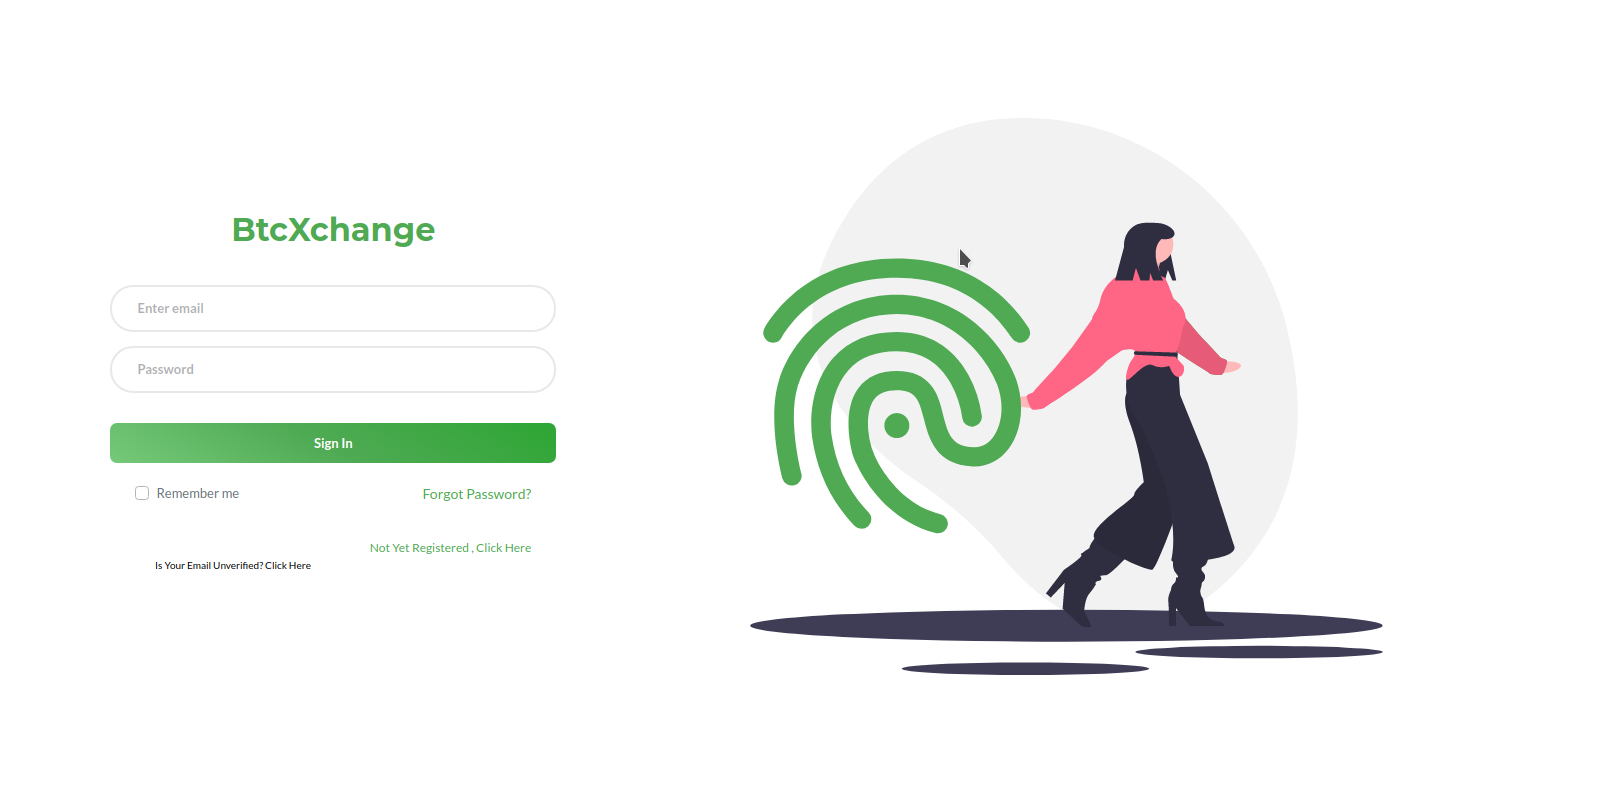 BtcXchange
Enter email
Password
Sign In
Remember me
Forgot Password?
Not Yet Registered , Click Here
Is Your Email Unverified? Click Here